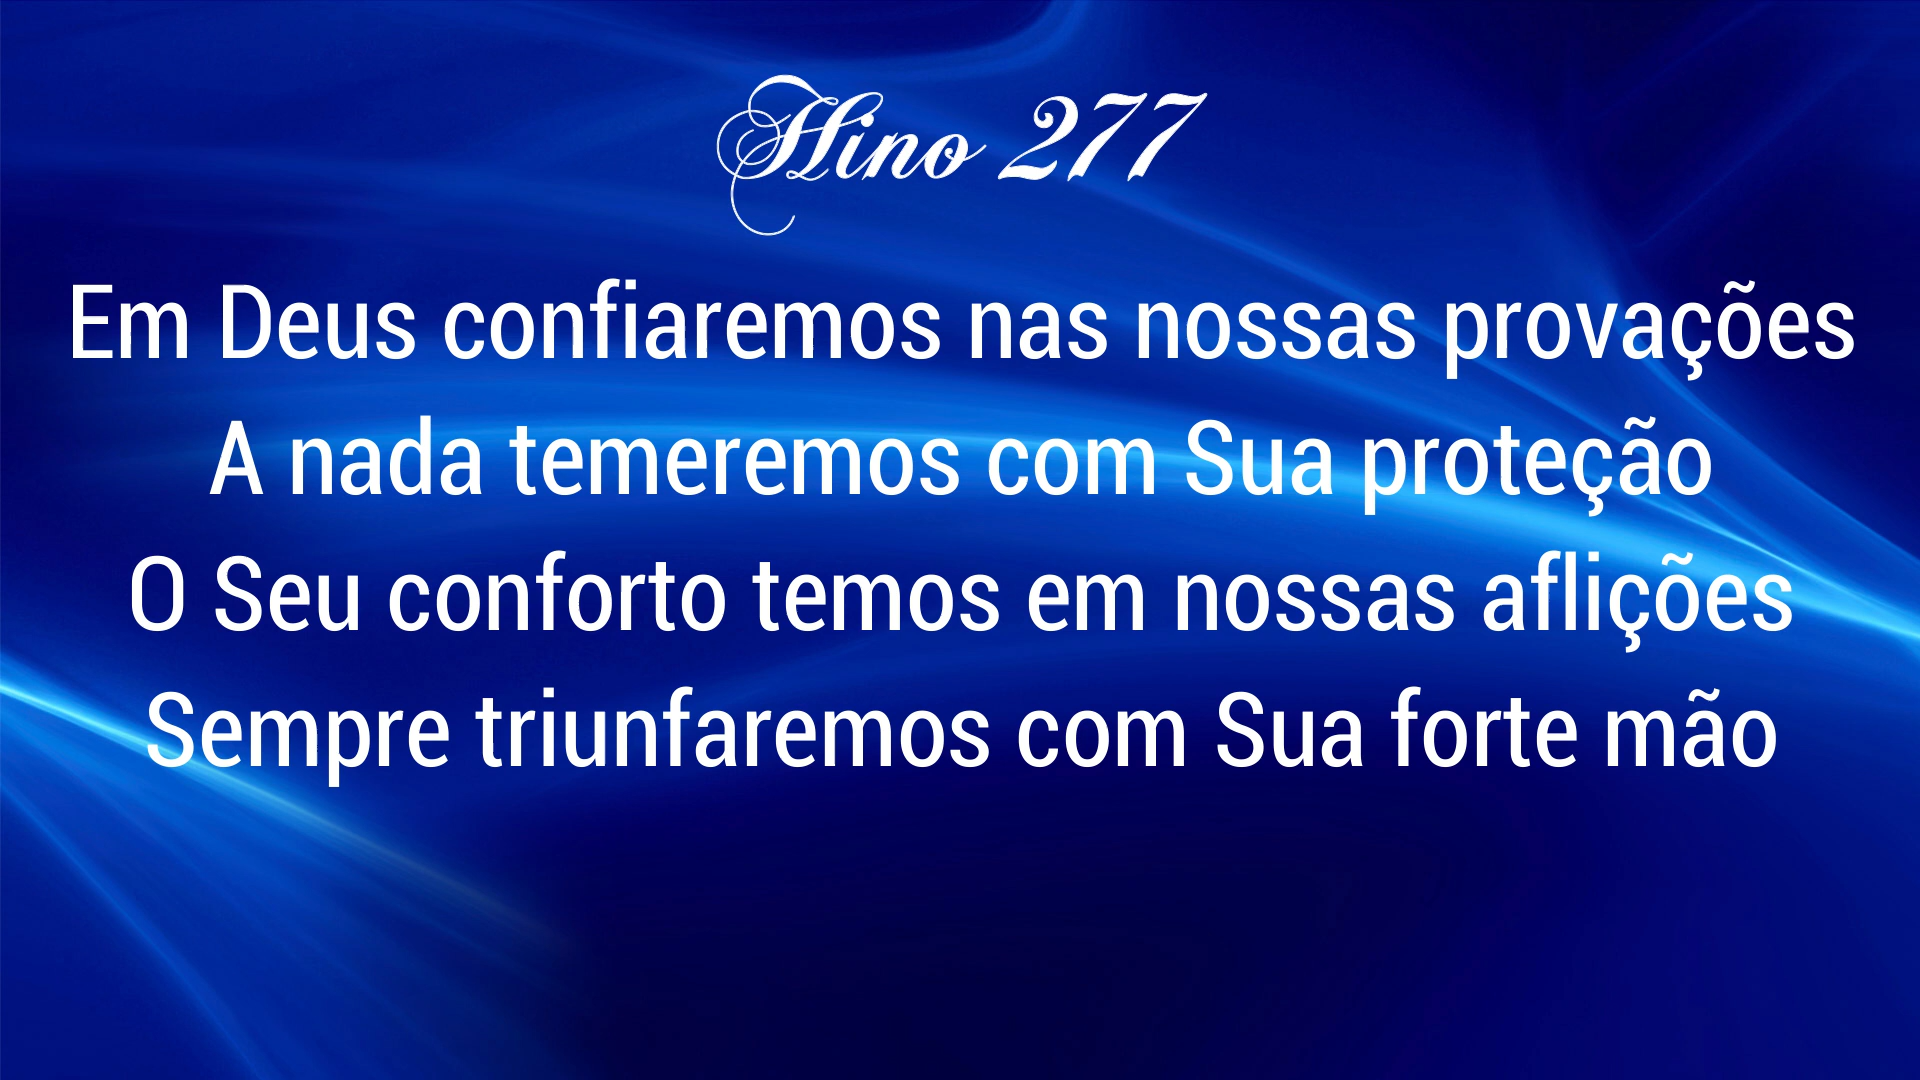 Hino 277
Em Deus confiaremos nas nossas provações
A nada temeremos com Sua proteção
O Seu conforto temos em nossas aflições
Sempre triunfaremos com Sua forte mão